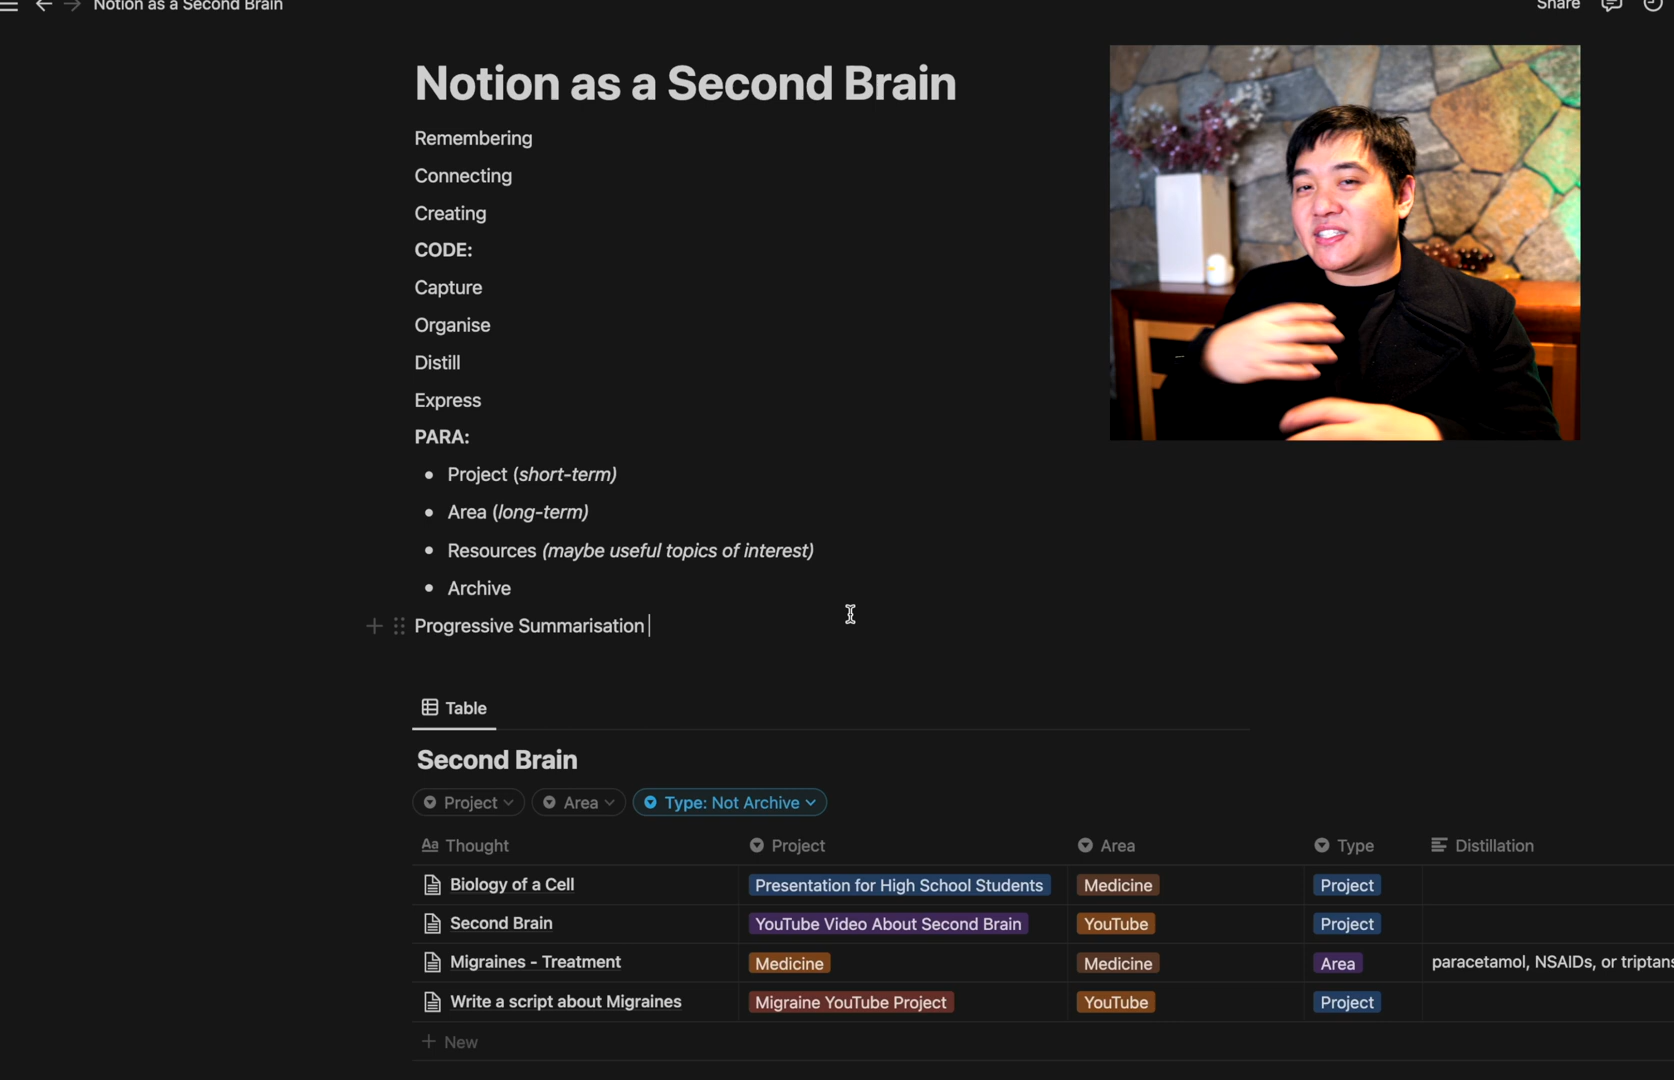 Notion as a Second Brain
Share
Notion as a Second Brain
Remembering
Connecting
Creating
CODE:
Capture
Organise
Distill
Express
PARA:
Project (short-term)
Area (long-term)
Resources (maybe useful topics of interest)
Archive
Progressive Summarisation
Table
Second Brain
Project Area Type: Not Archive
Aa Thought Project Area Type Distillation
Biology of a Cell Presentation for High School Students Medicine Project
Second Brain YouTube Video About Second Brain YouTube Project
Migraines - Treatment Medicine Medicine Area paracetamol, NSAIDs, or triptans
Write a script about Migraines Migraine YouTube Project YouTube Project
+ New